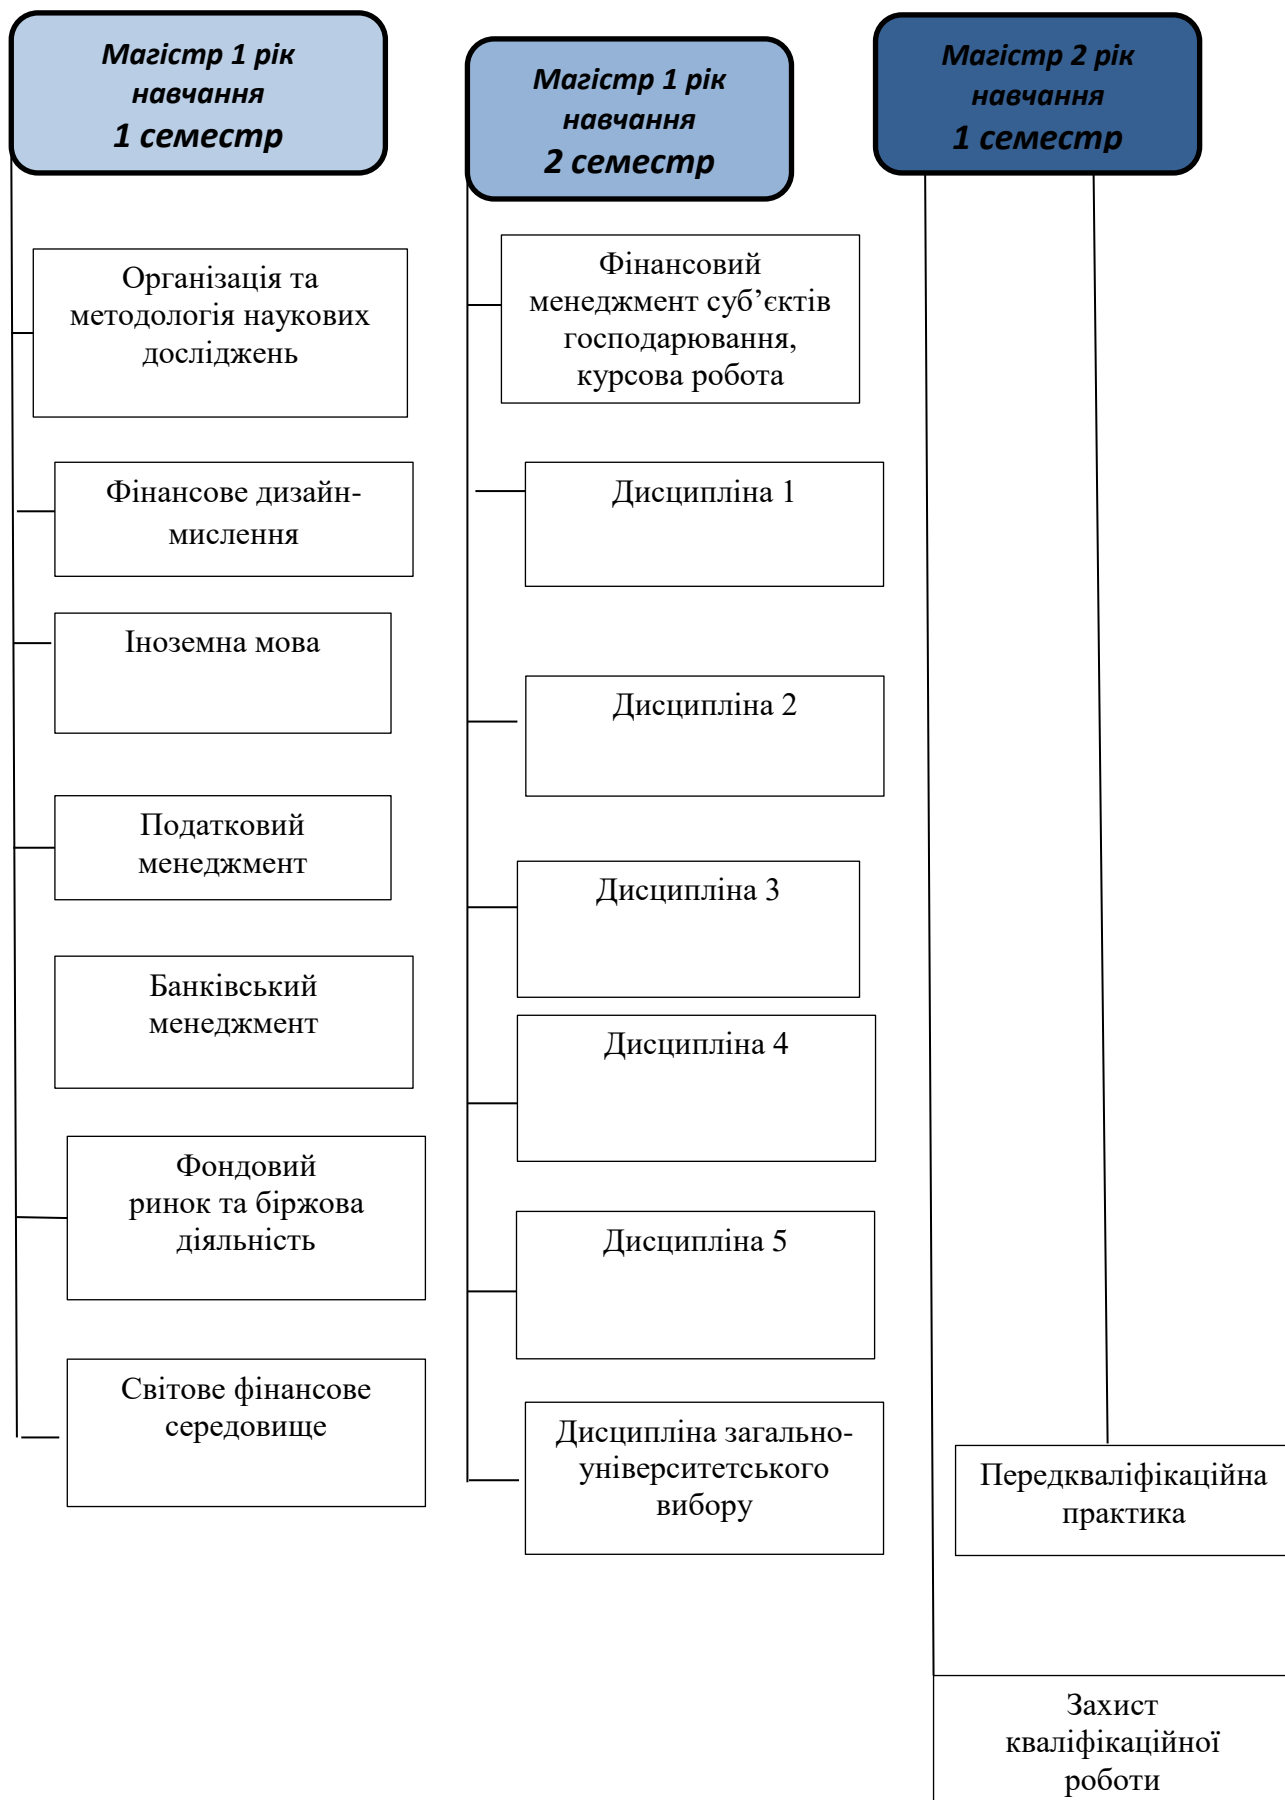 Магістр 1 рік
навчання
1 семестр
Організація та
методологія наукових
досліджень
Фінансове дизайн-
мислення
Іноземна мова
Податковий
менеджмент
Банківський
менеджмент
Фондовий
ринок та біржова
діяльність
Світове фінансове
середовище
Магістр 1 рік
навчання
2 семестр
Фінансовий
менеджмент суб’єктів
господарювання,
курсова робота
Дисципліна 1
Дисципліна 2
Дисципліна 3
Дисципліна 4
Дисципліна 5
Дисципліна загально-
університетського
вибору
Магістр 2 рік
навчання
1 семестр
Передкваліфікаційна
практика
Захист
кваліфікаційної
роботи